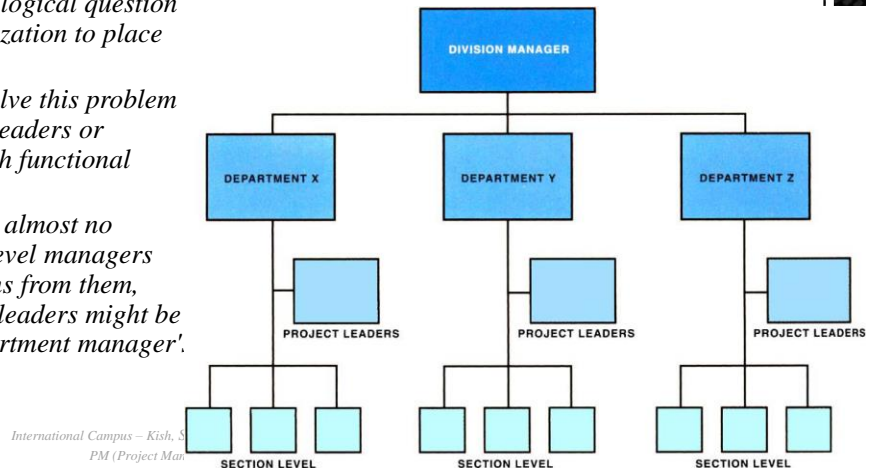 logical question
zation to place
lve this problem
eaders or
h functional
almost no
evel managers
s from them,
leaders might be
rtment manager'.
DIVISION MANAGER
DEPARTMENT X
DEPARTMENT Y
DEPARTMENT Z
PROJECT LEADERS
PROJECT LEADERS
PROJECT LEADERS
SECTION LEVEL
SECTION LEVEL
SECTION LEVEL
International Campus – Kish, S
PM (Project Man